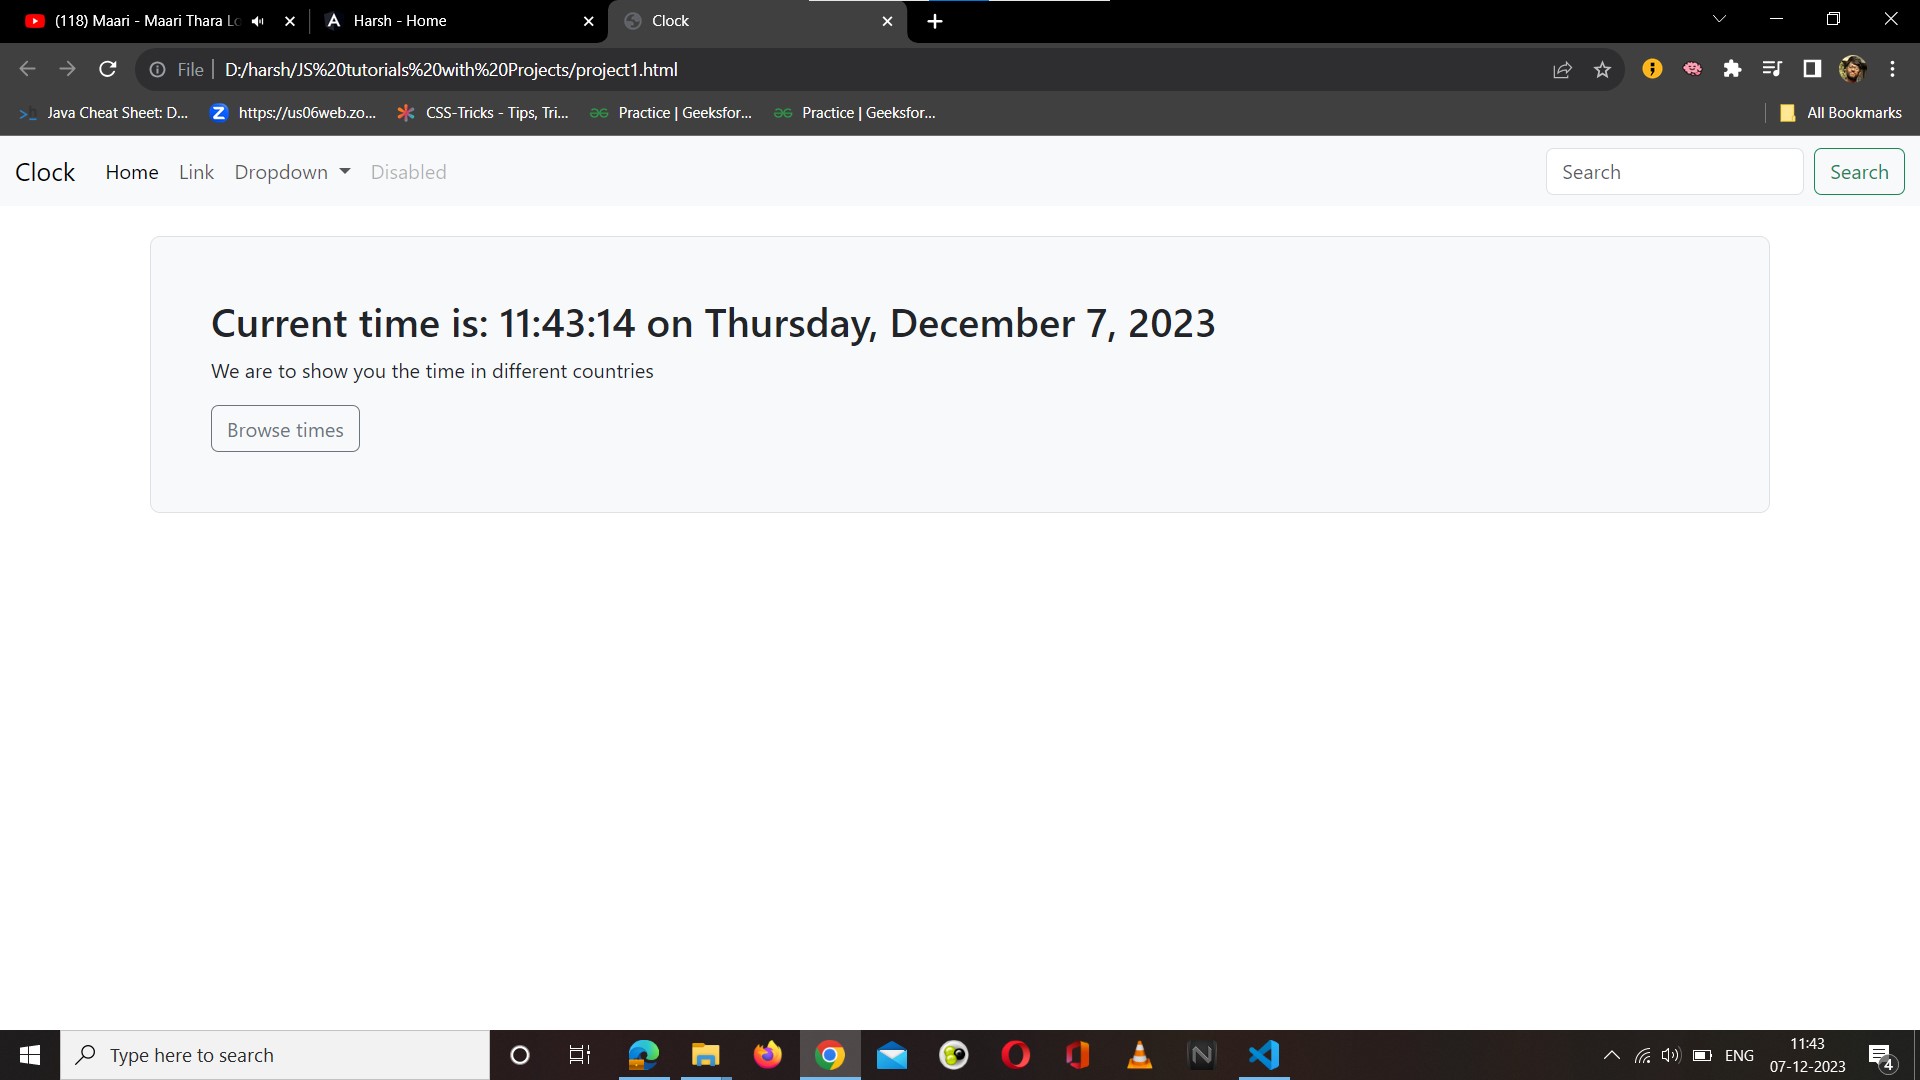 (118) Maari - Maari Thara Lo
Harsh - Home
Clock
File
D:/harsh/JS%20tutorials%20with%20Projects/project1.html
Java Cheat Sheet: D...
https://us06web.zo...
CSS-Tricks - Tips, Tri...
Practice | Geeksfor...
Practice | Geeksfor...
All Bookmarks
Clock
Home
Link
Dropdown
Disabled
Search
Search
Current time is: 11:43:14 on Thursday, December 7, 2023
We are to show you the time in different countries
Browse times
Type here to search
ENG
11:43
07-12-2023
4